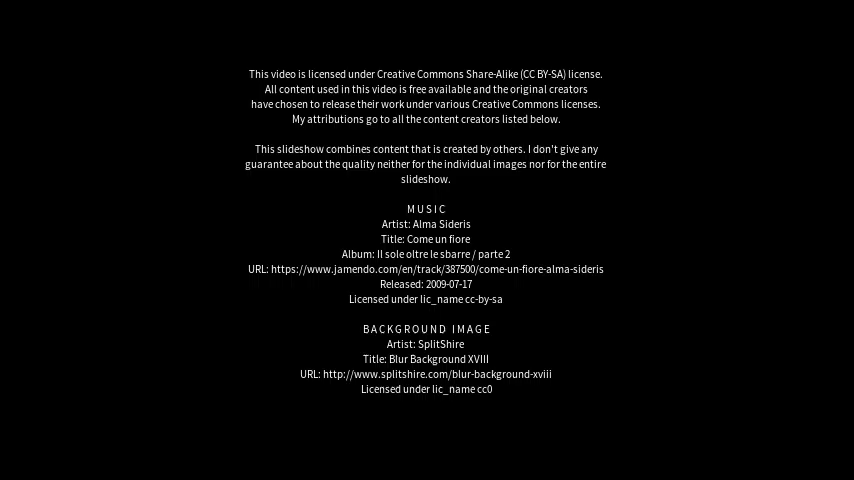 This video is licensed under Creative Commons Share-Alike (CC BY-SA) license.
All content used in this video is free available and the original creators
have chosen to release their work under various Creative Commons licenses.
My attributions go to all the content creators listed below.
This slideshow combines content that is created by others. I don't give any
guarantee about the quality neither for the individual images nor for the entire
slideshow.
MUSIC
Artist: Alma Sideris
Title: Come un fiore
Album: Il sole oltre le sbarre / parte 2
URL: https://www.jamendo.com/en/track/387500/come-un-fiore-alma-sideris
Released: 2009-07-17
Licensed under lic_name cc-by-sa
BACKGROUND IMAGE
Artist: SplitShire
Title: Blur Background XVIII
URL: http://www.splitshire.com/blur-background-xviii
Licensed under lic_name cc0